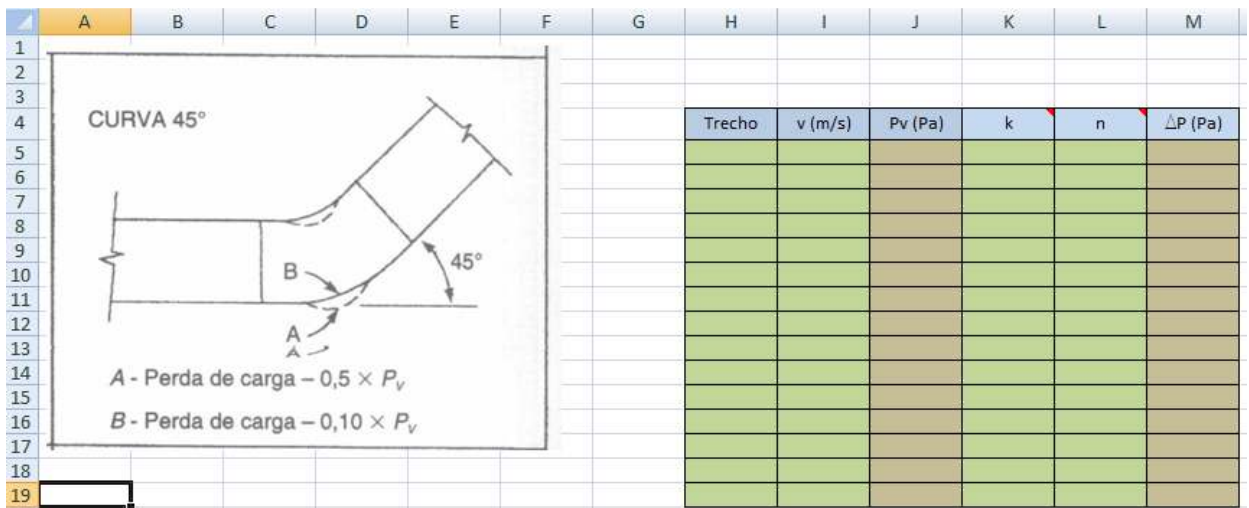 A B C D E F G H I J K L M
1
2
3
4
5
6
7
8
9
10
11
12
13
14
15
16
17
18
19
CURVA 45°
45°
B
A
A
A - Perda de carga – 0,5 × Pv
B - Perda de carga – 0,10 × Pv
Trecho v (m/s) Pv (Pa) k n △P (Pa)